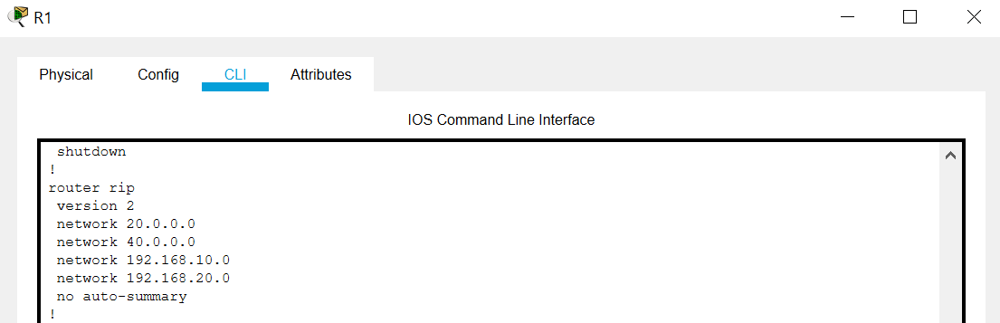 R1
Physical Config CLI Attributes
IOS Command Line Interface
shutdown
!
router rip
version 2
network 20.0.0.0
network 40.0.0.0
network 192.168.10.0
network 192.168.20.0
no auto-summary
!